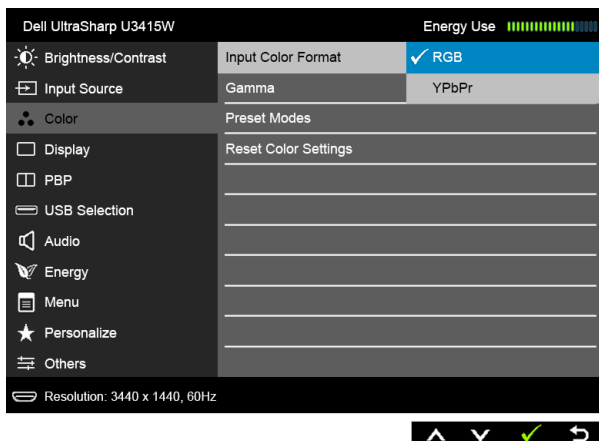 Dell UltraSharp U3415W
Energy Use
Brightness/Contrast
Input Color Format
RGB
Input Source
Gamma
YPbPr
Color
Preset Modes
Display
Reset Color Settings
PBP
USB Selection
Audio
Energy
Menu
Personalize
Others
Resolution: 3440 x 1440, 60Hz